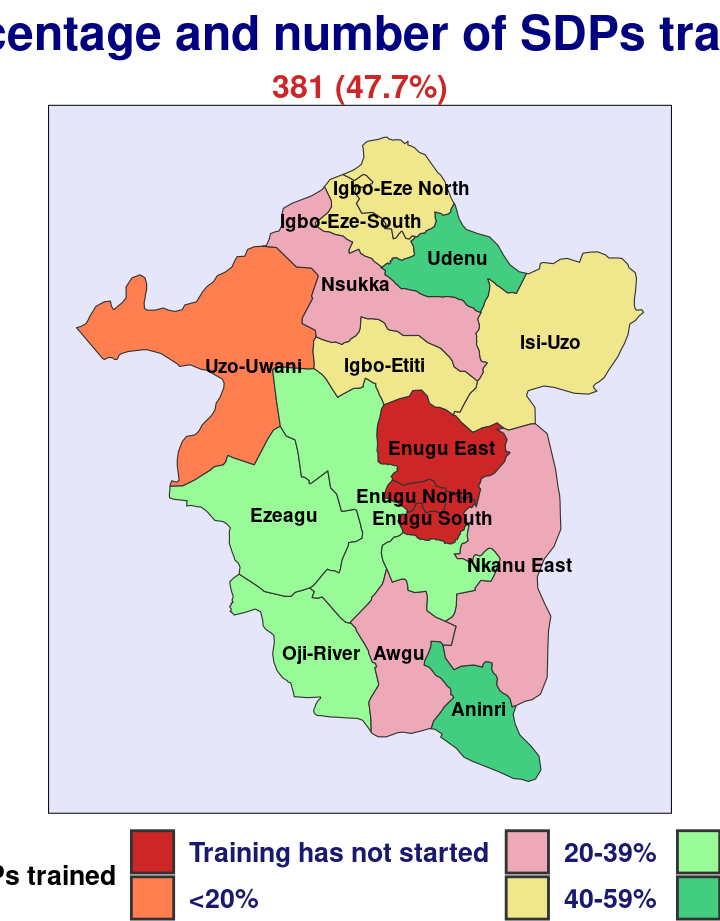 centage and number of SDPs tra
381 (47.7%)
Igbo-Eze North
Igbo-Eze-South
Udenu
Nsukka
Isi-Uzo
Uzo-Uwani
Igbo-Etiti
Enugu East
Enugu North
Enugu South
Ezeagu
Nkanu East
Oji-River
Awgu
Aninri
Ps trained
Training has not started
20-39%
<20%
40-59%